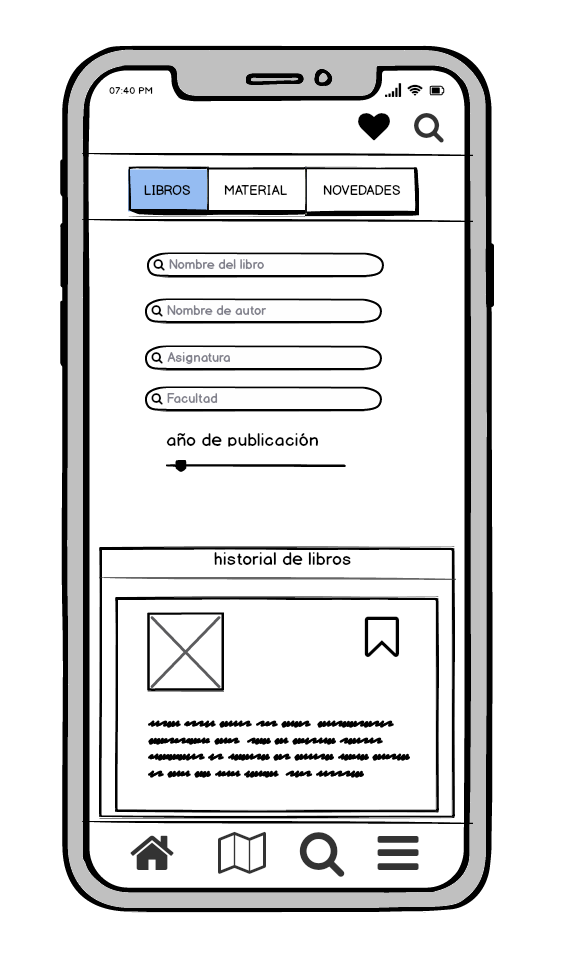 07:40 PM
LIBROS MATERIAL NOVEDADES
Nombre del libro
Nombre de autor
Asignatura
Facultad
año de publicación
historial de libros